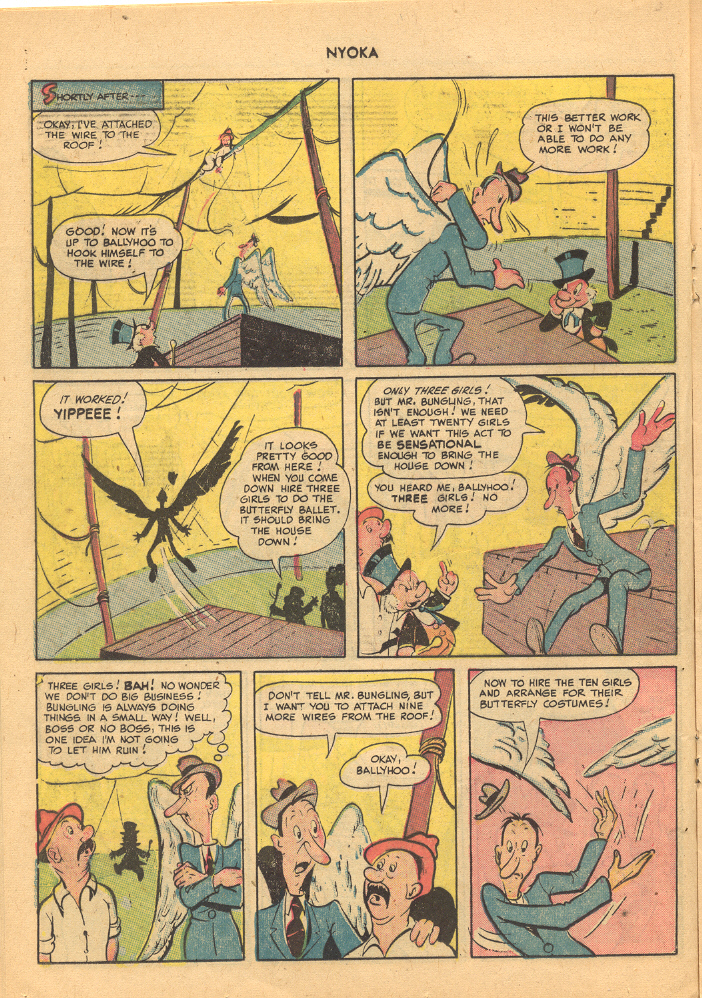 NYOKA
SHORTLY AFTER---
OKAY, I'VE ATTACHED
THE WIRE TO THE
ROOF!
GOOD! NOW IT'S
UP TO BALLYHOO TO
HOOK HIMSELF TO
THE WIRE!
THIS BETTER WORK
OR I WON'T BE
ABLE TO DO ANY
MORE WORK!
IT WORKED!
YIPPEEE!
IT LOOKS
PRETTY GOOD
FROM HERE!
WHEN YOU COME
DOWN HIRE THREE
GIRLS TO DO THE
BUTTERFLY BALLET.
IT SHOULD BRING
THE HOUSE
DOWN!
ONLY THREE GIRLS!
BUT MR. BUNGLING, THAT
ISN'T ENOUGH! WE NEED
AT LEAST TWENTY GIRLS
IF WE WANT THIS ACT TO
BE SENSATIONAL
ENOUGH TO BRING THE
HOUSE DOWN!
YOU HEARD ME, BALLYHOO!
THREE GIRLS! NO
MORE!
THREE GIRLS! BAH! NO WONDER
WE DON'T DO BIG BUSINESS!
BUNGLING IS ALWAYS DOING
THINGS IN A SMALL WAY! WELL,
BOSS OR NO BOSS, THIS IS
ONE IDEA I'M NOT GOING
TO LET HIM RUIN!
DON'T TELL MR. BUNGLING, BUT
I WANT YOU TO ATTACH NINE
MORE WIRES FROM THE ROOF!
OKAY,
BALLYHOO!
NOW TO HIRE THE TEN GIRLS
AND ARRANGE FOR THEIR
BUTTERFLY COSTUMES!